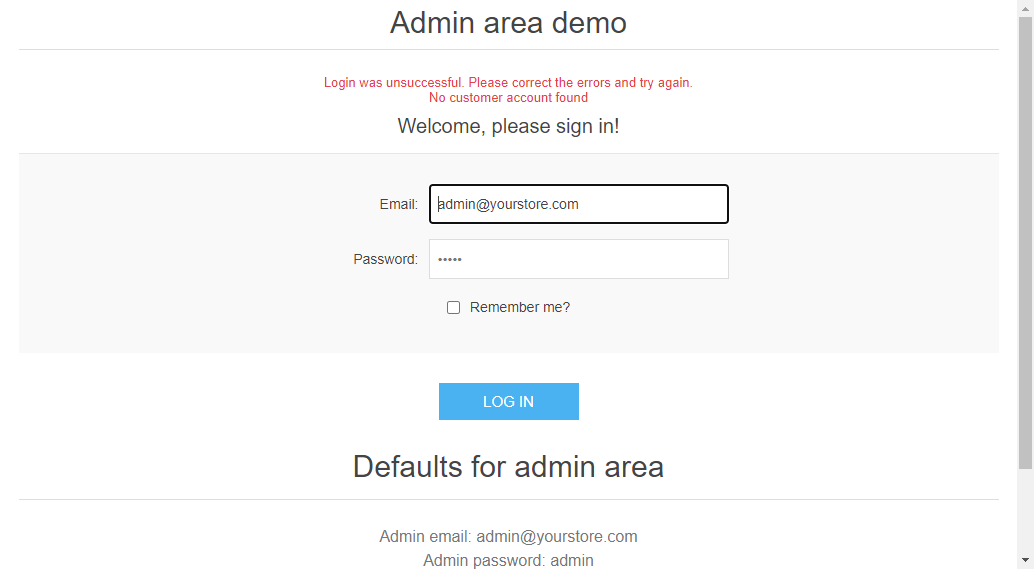 Admin area demo
Login was unsuccessful. Please correct the errors and try again.
No customer account found
Welcome, please sign in!
Email: admin@yourstore.com
Password: •••••
Remember me?
LOG IN
Defaults for admin area
Admin email: admin@yourstore.com
Admin password: admin